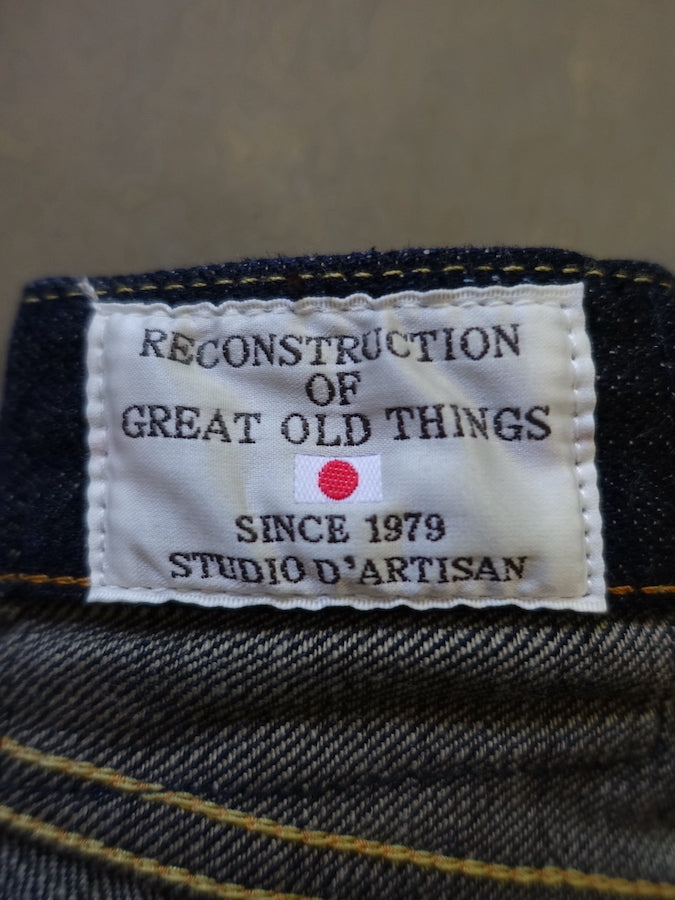 RECONSTRUCTION
OF
GREAT OLD THINGS
SINCE 1979
STUDIO D'ARTISAN